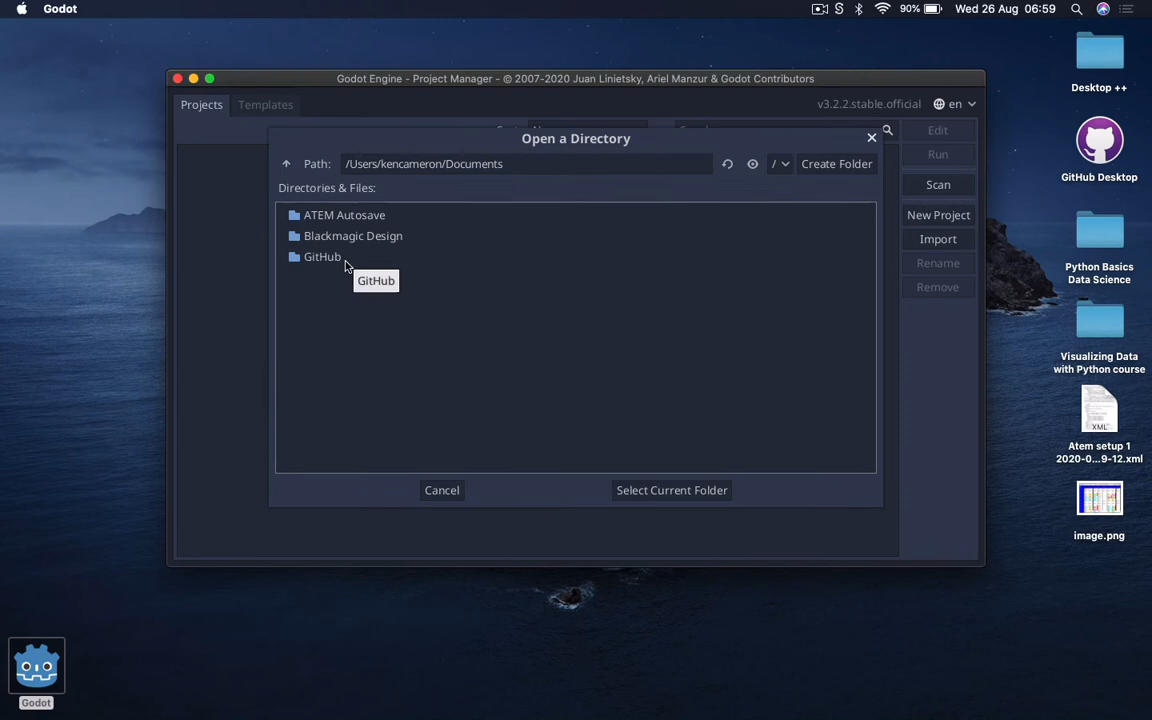 Godot
90%
Wed 26 Aug 06:59
Godot Engine - Project Manager - © 2007-2020 Juan Linietsky, Ariel Manzur & Godot Contributors
Projects
Templates
v3.2.2.stable.official
en
Edit
Open a Directory
Run
Path:
/Users/kencameron/Documents
/
Create Folder
Directories & Files:
Scan
ATEM Autosave
New Project
Blackmagic Design
Import
GitHub
Rename
GitHub
Remove
Cancel
Select Current Folder
Desktop ++
GitHub Desktop
Python Basics
Data Science
Visualizing Data
with Python course
XML
Atem setup 1
2020-0...9-12.xml
image.png
Godot